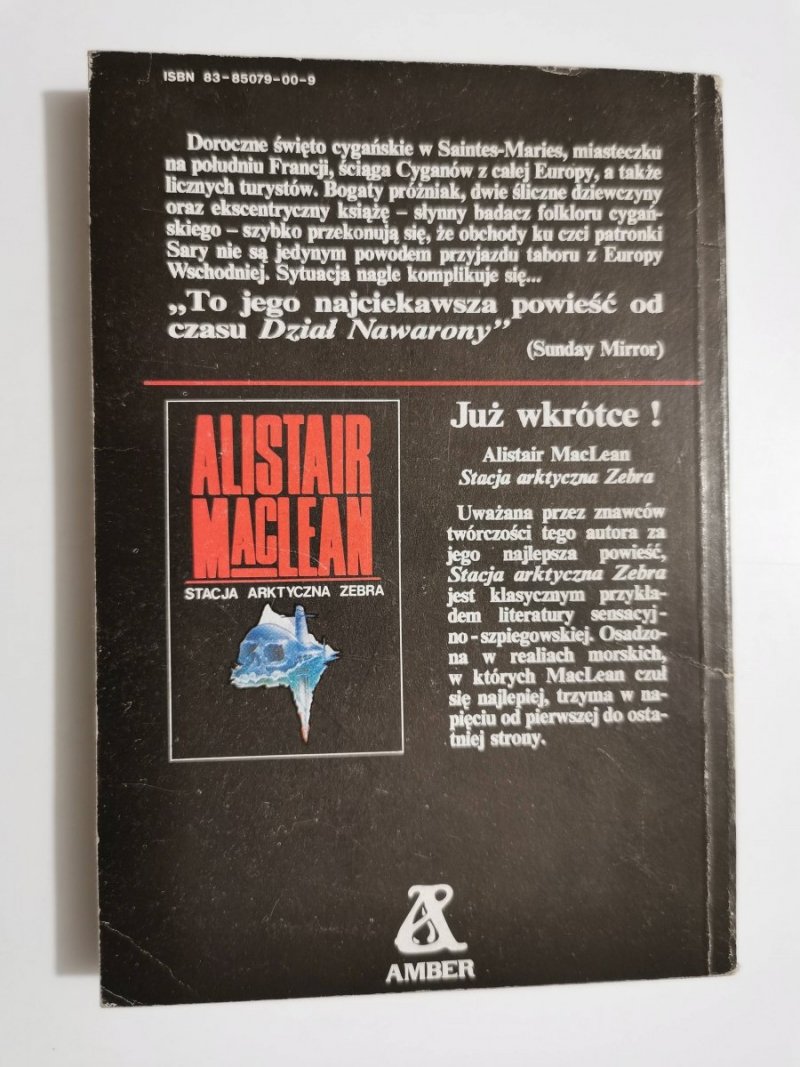 ISBN 83-85079-00-9
Doroczne święto cygańskie w Saintes-Maries, miasteczku
na południu Francji, ściąga Cyganów z całej Europy, a także
licznych turystów. Bogaty próżniak, dwie śliczne dziewczyny
oraz ekscentryczny książę – słynny badacz folkloru cygań-
skiego – szybko przekonują się, że obchody ku czci patronki
Sary nie są jedynym powodem przyjazdu taboru z Europy
Wschodniej. Sytuacja nagle komplikuje się...
„To jego najciekawsza powieść od
czasu Dział Nawarony”
(Sunday Mirror)
ALISTAIR
MACLEAN
STACJA ARKTYCZNA ZEBRA
Już wkrótce !
Alistair MacLean
Stacja arktyczna Zebra
Uważana przez znawców
twórczości tego autora za
jego najlepsza powieść,
Stacja arktyczna Zebra
jest klasycznym przykła-
dem literatury sensacyj-
no-szpiegowskiej. Osadzo-
na w realiach morskich,
w których MacLean czuł
się najlepiej, trzyma w na-
pięciu od pierwszej do osta-
tniej strony.
AMBER